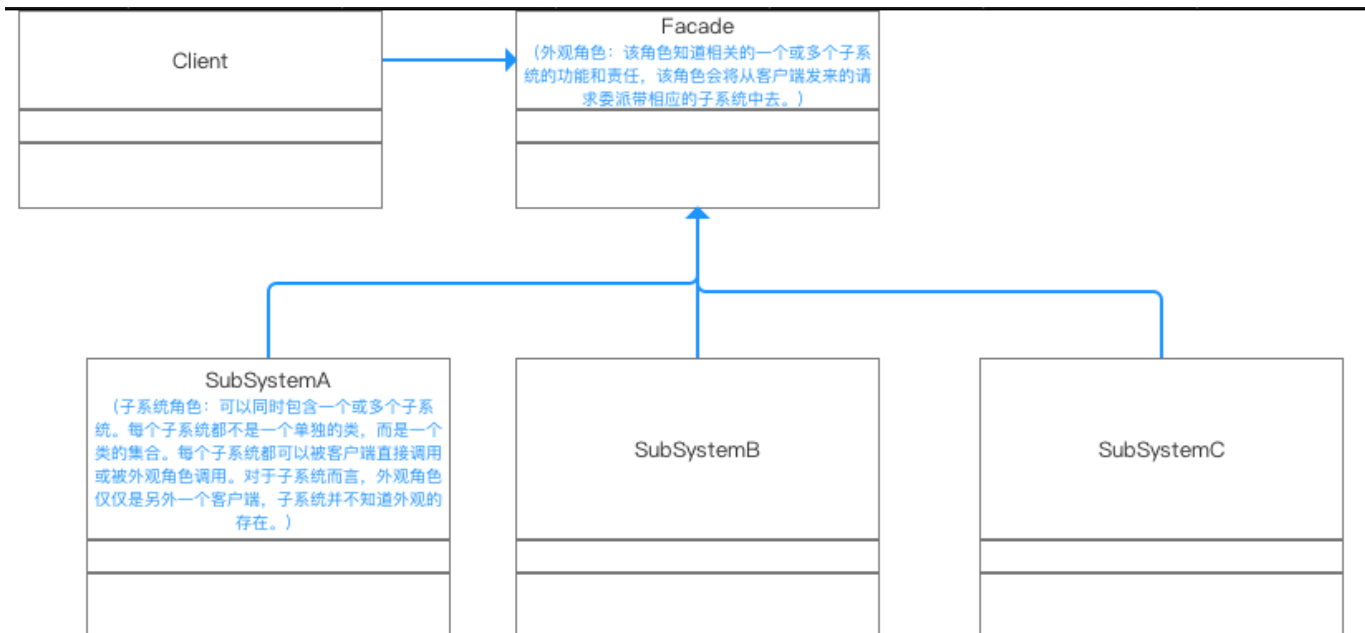 Client
Facade
（外观角色：该角色知道相关的一个或多个子系
统的功能和责任，该角色会将从客户端发来的请
求委派带相应的子系统中去。）
SubSystemA
（子系统角色：可以同时包含一个或多个子系
统。每个子系统都不是一个单独的类，而是一个
类的集合。每个子系统都可以被客户端直接调用
或被外观角色调用。对于子系统而言，外观角色
仅仅是另外一个客户端，子系统并不知道外观的
存在。）
SubSystemB
SubSystemC